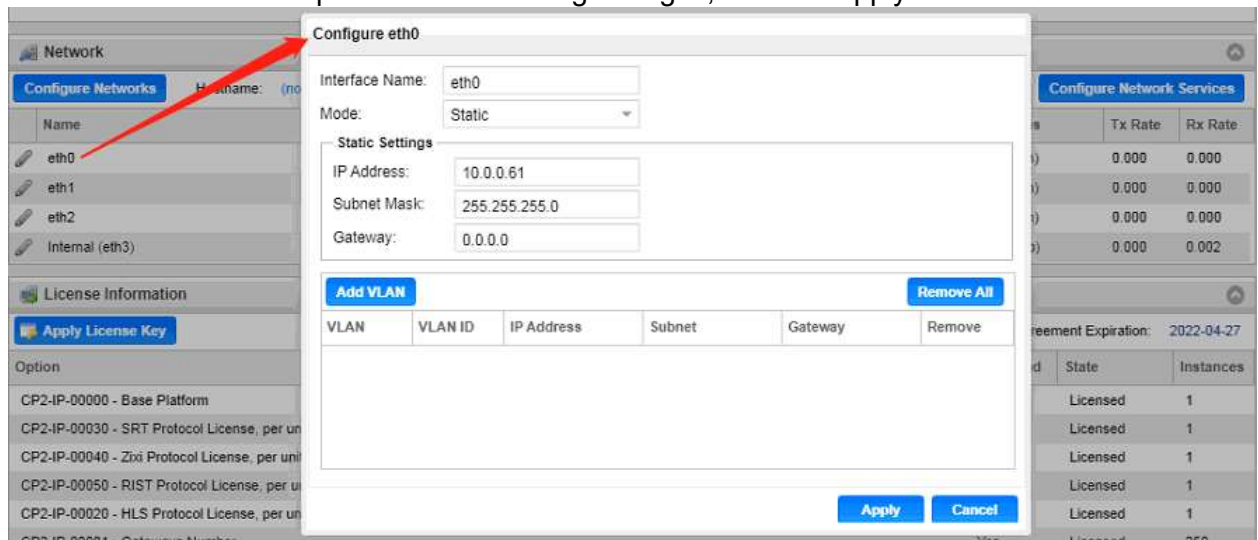 Configure eth0
Network
Configure Networks Hostname: (no Configure Network Services
Name Tx Rate Rx Rate
eth0 0.000 0.000
eth1 0.000 0.000
eth2 0.000 0.000
Internal (eth3) 0.000 0.002
Interface Name: eth0
Mode: Static
Static Settings
IP Address: 10.0.0.61
Subnet Mask: 255.255.255.0
Gateway: 0.0.0.0
Add VLAN Remove All
VLAN VLAN ID IP Address Subnet Gateway Remove
Apply Cancel
License Information
Apply License Key reement Expiration: 2022-04-27
Option d State Instances
CP2-IP-00000 - Base Platform Licensed 1
CP2-IP-00030 - SRT Protocol License, per un Licensed 1
CP2-IP-00040 - Zixi Protocol License, per uni Licensed 1
CP2-IP-00050 - RIST Protocol License, per u Licensed 1
CP2-IP-00020 - HLS Protocol License, per un Licensed 1